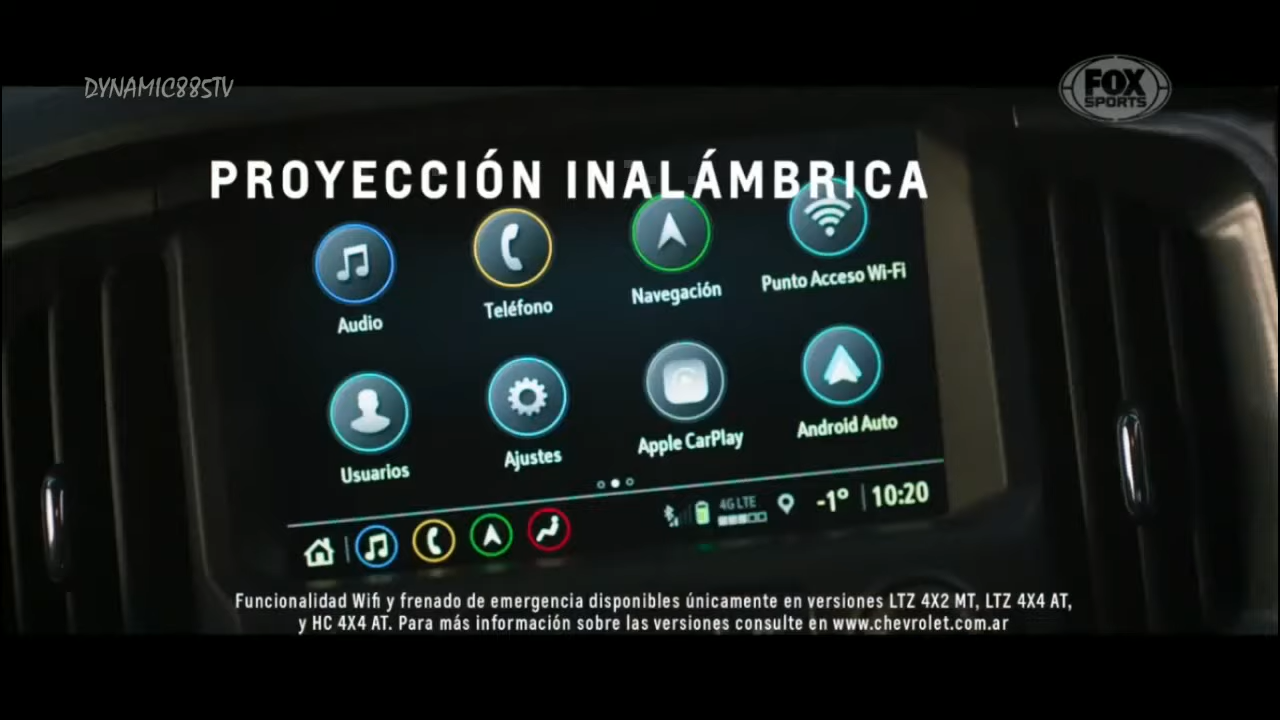 DYNAMIC885TV
FOX
SPORTS
PROYECCIÓN INALÁMBRICA
Audio
Teléfono
Navegación
Punto Acceso Wi-Fi
Usuarios
Ajustes
Apple CarPlay
Android Auto
4G LTE
-1°
10:20
Funcionalidad Wifi y frenado de emergencia disponibles únicamente en versiones LTZ 4X2 MT, LTZ 4X4 AT,
y HC 4X4 AT. Para más información sobre las versiones consulte en www.chevrolet.com.ar